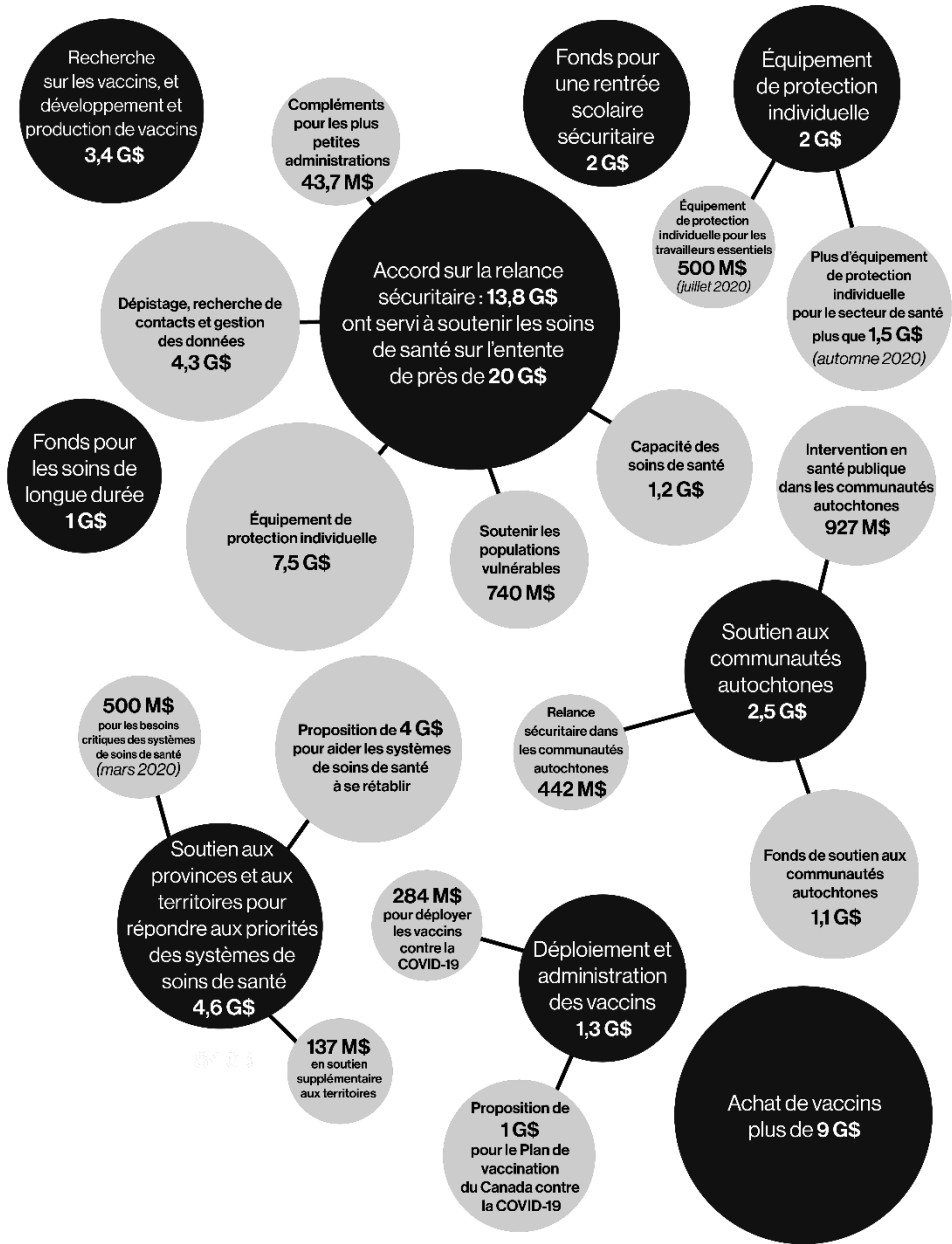 Recherche
sur les vaccins, et
développement et
production de vaccins
3,4 G$
Compléments
pour les plus
petites
administrations
43,7 M$
Fonds pour
une rentrée
scolaire
sécuritaire
2 G$
Équipement
de protection
individuelle
2 G$
Équipement
de protection
individuelle pour les
travailleurs essentiels
500 M$
(juillet 2020)
Plus d'équipement
de protection
individuelle
pour le secteur de santé
plus que 1,5 G$
(automne 2020)
Accord sur la relance
sécuritaire : 13,8 G$
ont servi à soutenir les soins
de santé sur l'entente
de près de 20 G$
Dépistage, recherche de
contacts et gestion
des données
4,3 G$
Fonds pour
les soins de
longue durée
1 G$
Équipement de
protection individuelle
7,5 G$
Soutenir les
populations
vulnérables
740 M$
Capacité des
soins de santé
1,2 G$
Intervention en
santé publique
dans les communautés
autochtones
927 M$
Soutien aux
communautés
autochtones
2,5 G$
Relance
sécuritaire dans
les communautés
autochtones
442 M$
Fonds de soutien aux
communautés
autochtones
1,1 G$
500 M$
pour les besoins
critiques des systèmes
de soins de santé
(mars 2020)
Proposition de 4 G$
pour aider les systèmes
de soins de santé
à se rétablir
Soutien aux
provinces et aux
territoires pour
répondre aux priorités
des systèmes de
soins de santé
4,6 G$
137 M$
en soutien
supplémentaire
aux territoires
284 M$
pour déployer
les vaccins
contre la
COVID-19
Déploiement et
administration
des vaccins
1,3 G$
Proposition de
1 G$
pour le Plan de
vaccination
du Canada contre
la COVID-19
Achat de vaccins
plus de 9 G$